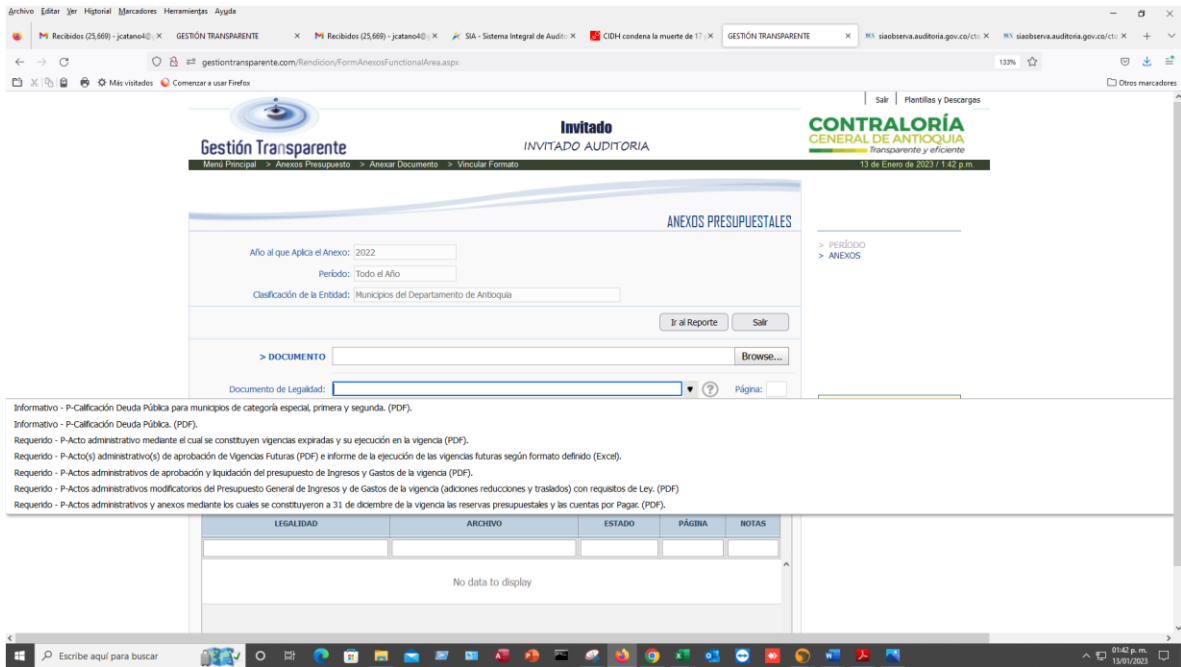 Archivo Editar Ver Historial Marcadores Herramientas Ayuda
Recibidos (25,669) - jcatano4@g GESTIÓN TRANSPARENTE Recibidos (25,669) - jcatano4@g SIA - Sistema Integral de Audito CIDH condena la muerte de 17 GESTIÓN TRANSPARENTE siaobserva.auditoria.gov.co/cto siaobserva.auditoria.gov.co/cto
gestiontransparente.com/Rendicion/FormAnexosFunctionalArea.aspx 133%
Más visitados Comenzar a usar Firefox Otros marcadores
Salir Plantillas y Descargas
Gestión Transparente
Invitado
INVITADO AUDITORIA
CONTRALORÍA
GENERAL DE ANTIOQUIA
Transparente y eficiente
Menú Principal > Anexos Presupuesto > Anexar Documento > Vincular Formato 13 de Enero de 2023 / 1:42 p.m.
ANEXOS PRESUPUESTALES
> PERÍODO
> ANEXOS
Año al que Aplica el Anexo: 2022
Período: Todo el Año
Clasificación de la Entidad: Municipios del Departamento de Antioquia
Ir al Reporte Salir
> DOCUMENTO Browse...
Documento de Legalidad: Página:
Informativo - P-Calificación Deuda Pública para municipios de categoría especial, primera y segunda. (PDF).
Informativo - P-Calificación Deuda Pública. (PDF).
Requerido - P-Acto administrativo mediante el cual se constituyen vigencias expiradas y su ejecución en la vigencia (PDF).
Requerido - P-Acto(s) administrativo(s) de aprobación de Vigencias Futuras (PDF) e informe de la ejecución de las vigencias futuras según formato definido (Excel).
Requerido - P-Actos administrativos de aprobación y liquidación del presupuesto de Ingresos y Gastos de la vigencia (PDF).
Requerido - P-Actos administrativos modificatorios del Presupuesto General de Ingresos y de Gastos de la vigencia (adiciones reducciones y traslados) con requisitos de Ley. (PDF)
Requerido - P-Actos administrativos y anexos mediante los cuales se constituyeron a 31 de diciembre de la vigencia las reservas presupuestales y las cuentas por Pagar. (PDF).
LEGALIDAD ARCHIVO ESTADO PÁGINA NOTAS
No data to display
Escribe aquí para buscar
01:42 p. m.
13/01/2023